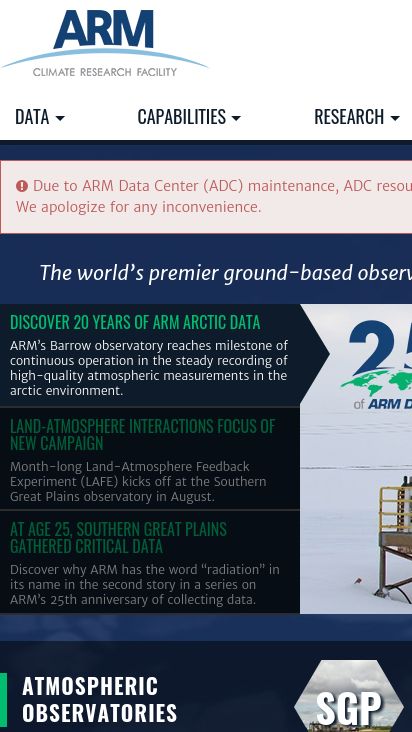 ARM
CLIMATE RESEARCH FACILITY
DATA CAPABILITIES RESEARCH
Due to ARM Data Center (ADC) maintenance, ADC
We apologize for any inconvenience.
The world's premier ground-based
DISCOVER 20 YEARS OF ARM ARCTIC DATA
ARM's Barrow observatory reaches milestone of
continuous operation in the steady recording of
high-quality atmospheric measurements in the
arctic environment.
25
of ARM D
LAND-ATMOSPHERE INTERACTIONS FOCUS OF
NEW CAMPAIGN
Month-long Land-Atmosphere Feedback
Experiment (LAFE) kicks off at the Southern
Great Plains observatory in August.
AT AGE 25, SOUTHERN GREAT PLAINS
GATHERED CRITICAL DATA
Discover why ARM has the word “radiation” in
its name in the second story in a series on
ARM's 25th anniversary of collecting data.
ATMOSPHERIC
OBSERVATORIES
SGP